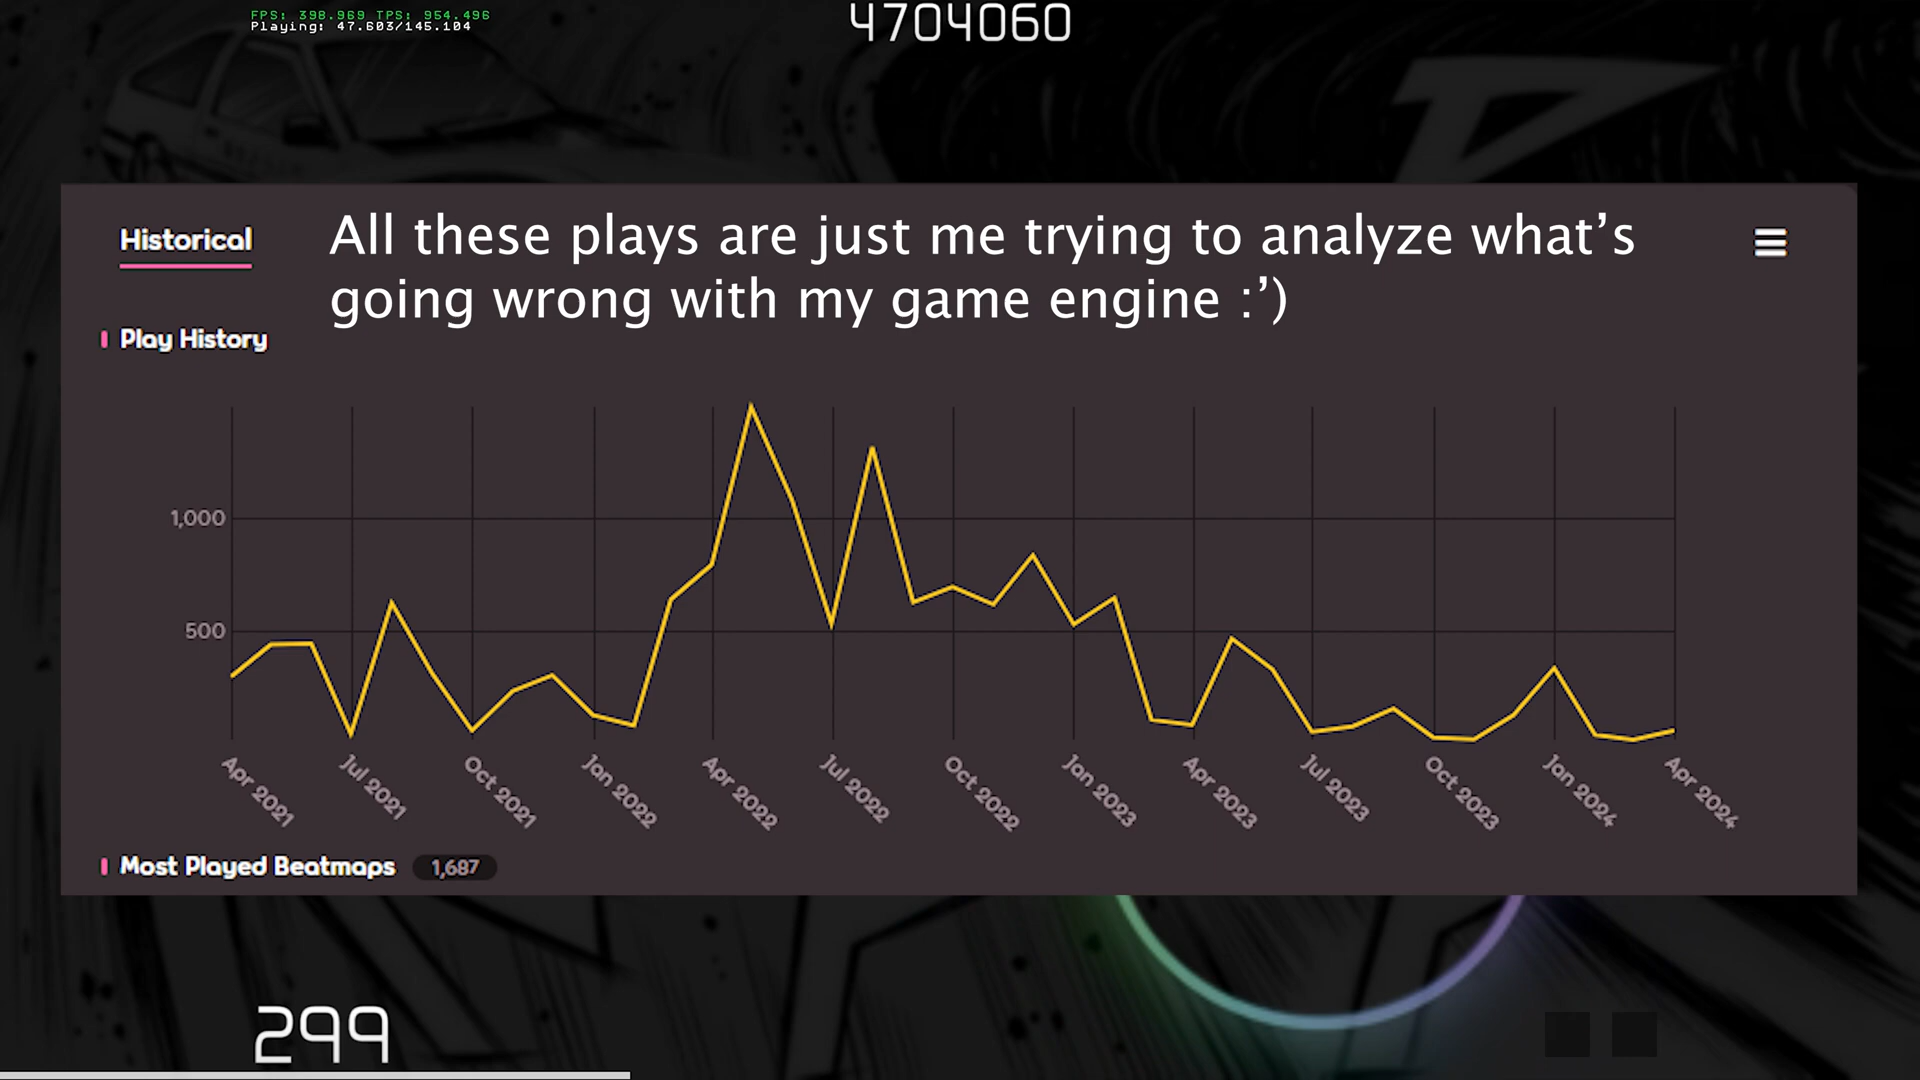 FPS: 398.969 TPS: 954.496
Playing: 47.603/145.104
4704060
Historical
All these plays are just me trying to analyze what’s
going wrong with my game engine :’)
Play History
1,000
500
Apr 2021
Jul 2021
Oct 2021
Jan 2022
Apr 2022
Jul 2022
Oct 2022
Jan 2023
Apr 2023
Jul 2023
Oct 2023
Jan 2024
Apr 2024
Most Played Beatmaps 1,687
299